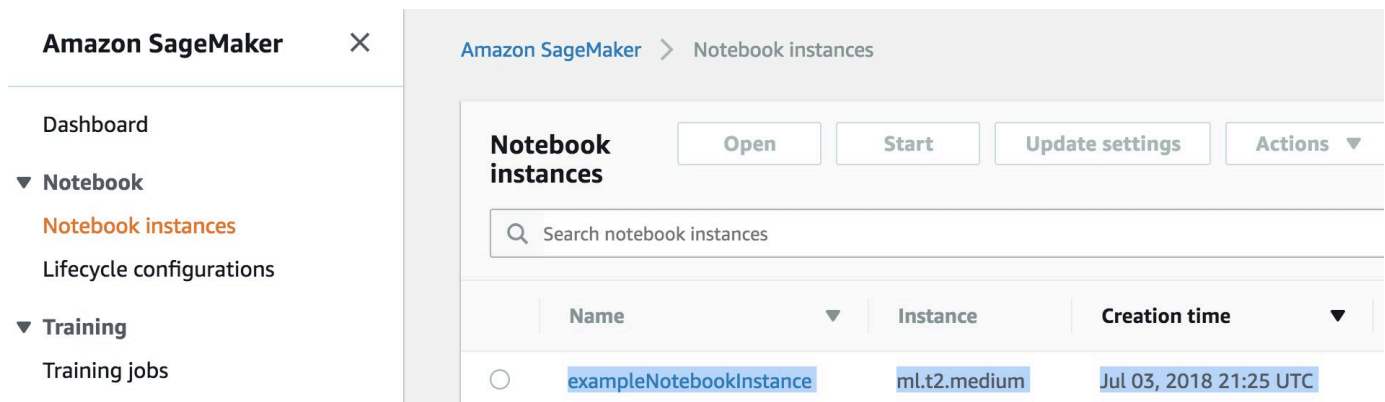 Amazon SageMaker
Dashboard
Notebook
Notebook instances
Lifecycle configurations
Training
Training jobs
Amazon SageMaker > Notebook instances
Notebook
instances
Open Start Update settings Actions
Search notebook instances
Name Instance Creation time
exampleNotebookInstance ml.t2.medium Jul 03, 2018 21:25 UTC